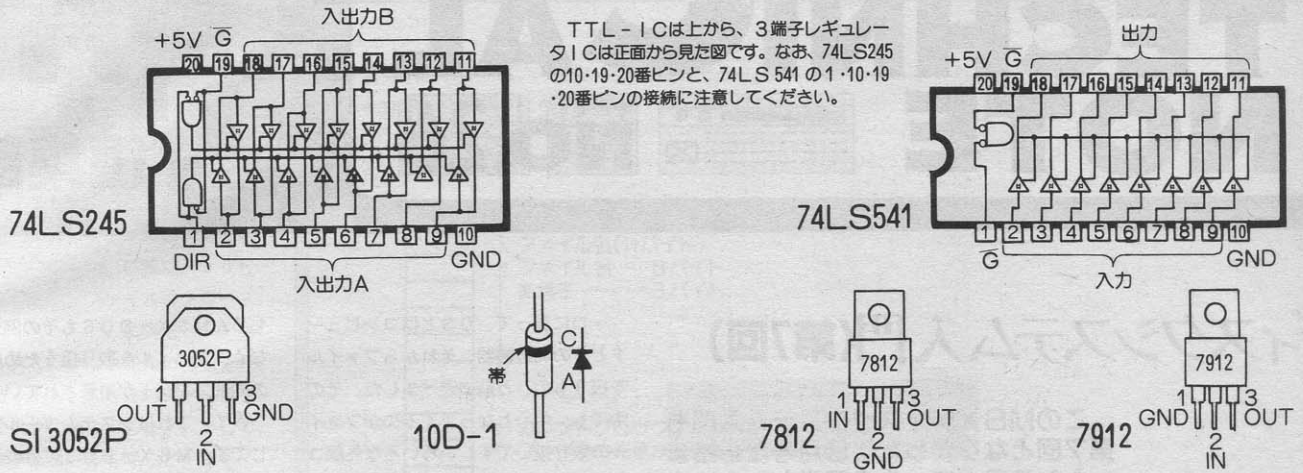 入出力B
+5V G
20 19 18 17 16 15 14 13 12 11
74LS245
1 2 3 4 5 6 7 8 9 10
DIR GND
入出力A
TTL-ICは上から、3端子レギュレー
タICは正面から見た図です。なお、74LS245
の10・19・20番ピンと、74LS541の1・10・19
・20番ピンの接続に注意してください。
出力
+5V G
20 19 18 17 16 15 14 13 12 11
74LS541
1 2 3 4 5 6 7 8 9 10
G GND
入力
3052P
1 3
OUT GND
2
IN
SI3052P
帯
C
A
10D-1
7812
1 3
IN OUT
2
GND
7812
7912
1 3
GND OUT
2
IN
7912